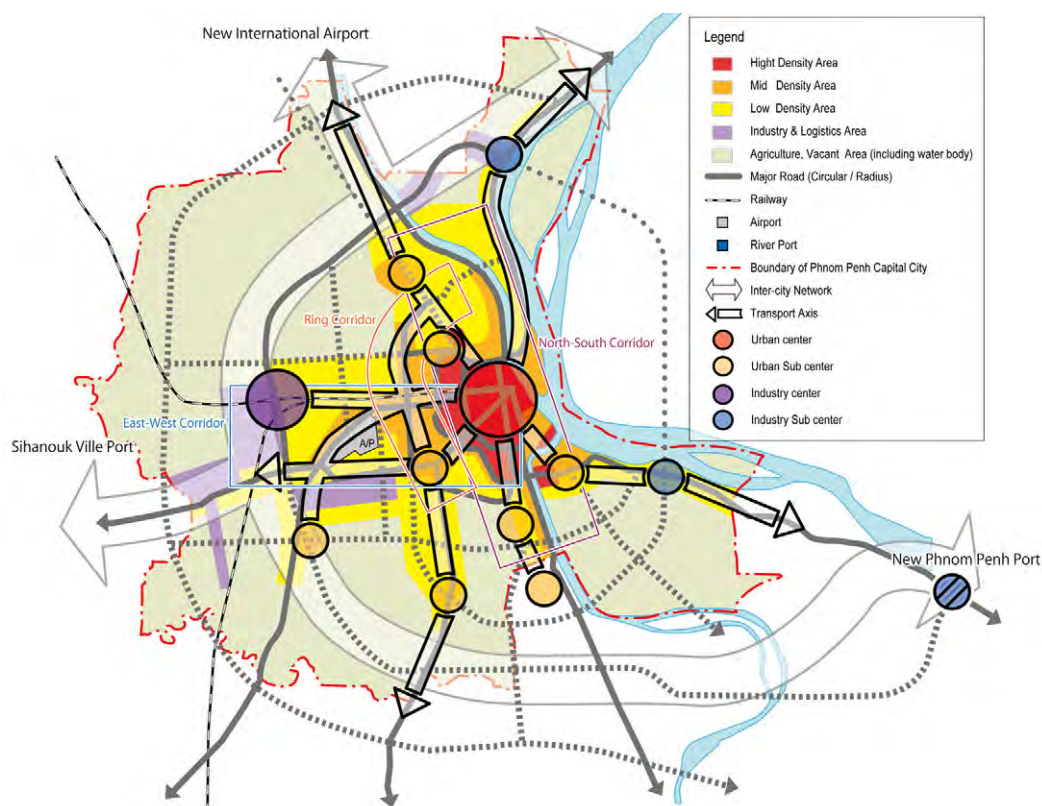 New International Airport
Legend
Hight Density Area
Mid Density Area
Low Density Area
Industry & Logistics Area
Agriculture, Vacant Area (including water body)
Major Road (Circular / Radius)
Railway
Airport
River Port
Boundary of Phnom Penh Capital City
Inter-city Network
Transport Axis
Urban center
Urban Sub center
Industry center
Industry Sub center
Ring Corridor
North-South Corridor
East-West Corridor
A/P
Sihanouk Ville Port
New Phnom Penh Port